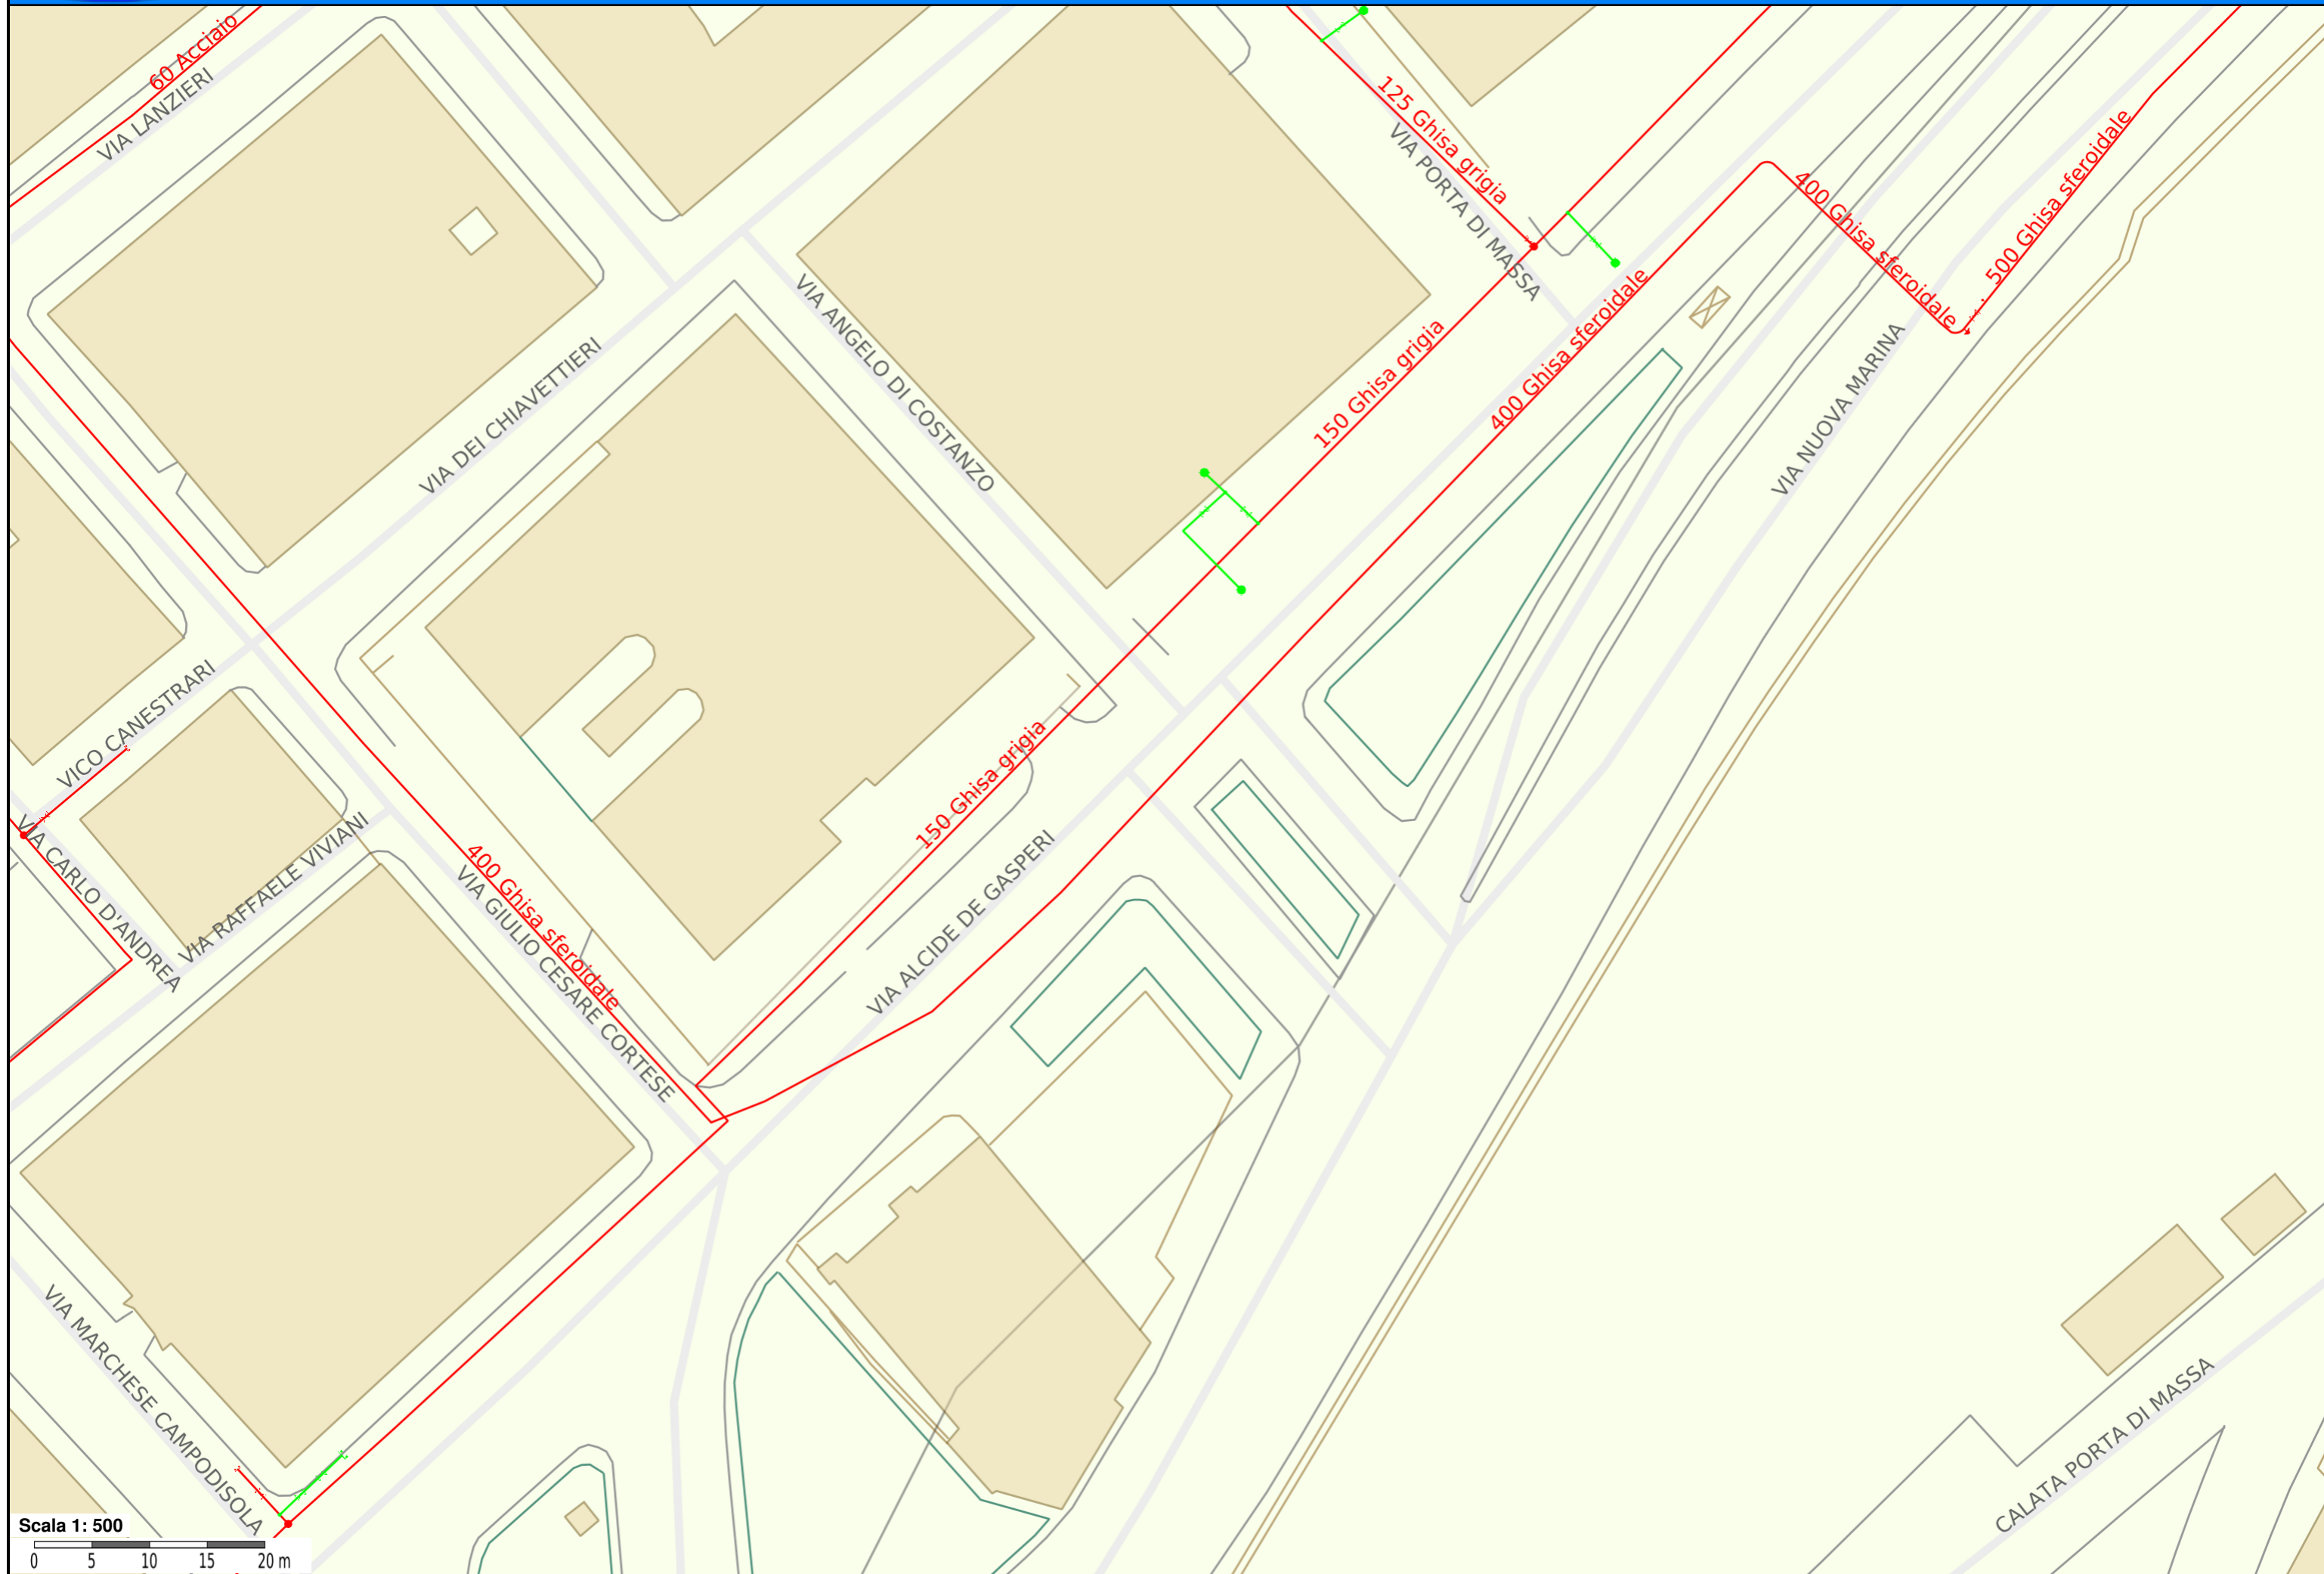 60 Acciaio
VIA LANZIERI
125 Ghisa grigia
VIA PORTA DI MASSA
400 Ghisa sferoidale
500 Ghisa sferoidale
VIA ANGELO DI COSTANZO
VIA DEI CHIAVETTIERI
150 Ghisa grigia
400 Ghisa sferoidale
VIA NUOVA MARINA
VICO CANESTRARI
150 Ghisa grigia
VIA CARLO D'ANDREA
VIA RAFFAELE VIVIANI
400 Ghisa sferoidale
VIA GIULIO CESARE CORTESE
VIA ALCIDE DE GASPERI
VIA MARCHESE CAMPODISOLA
CALATA PORTA DI MASSA
Scala 1: 500
0 5 10 15 20 m